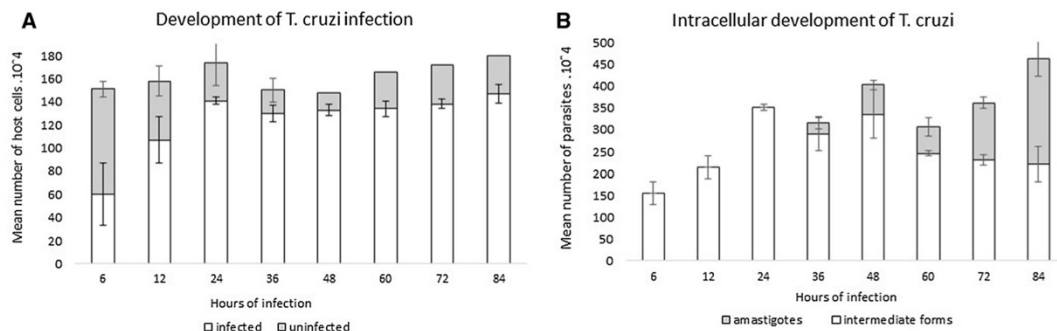 A
Development of T. cruzi infection
Mean number of host cells .10^4
180
160
140
120
100
80
60
40
20
0
6 12 24 36 48 60 72 84
Hours of infection
infected uninfected
B
Intracellular development of T. cruzi
Mean number of parasites .10^4
500
450
400
350
300
250
200
150
100
50
0
6 12 24 36 48 60 72 84
Hours of infection
amastigotes intermediate forms